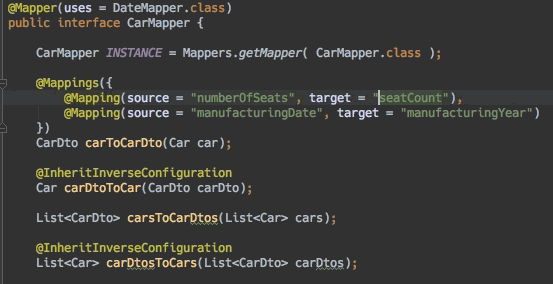 @Mapper(uses = DateMapper.class)
public interface CarMapper {
CarMapper INSTANCE = Mappers.getMapper( CarMapper.class );
@Mappings({
@Mapping(source = "numberOfSeats", target = "seatCount"),
@Mapping(source = "manufacturingDate", target = "manufacturingYear")
})
CarDto carToCarDto(Car car);
@InheritInverseConfiguration
Car carDtoToCar(CarDto carDto);
List<CarDto> carsToCarDtos(List<Car> cars);
@InheritInverseConfiguration
List<Car> carDtosToCars(List<CarDto> carDtos);